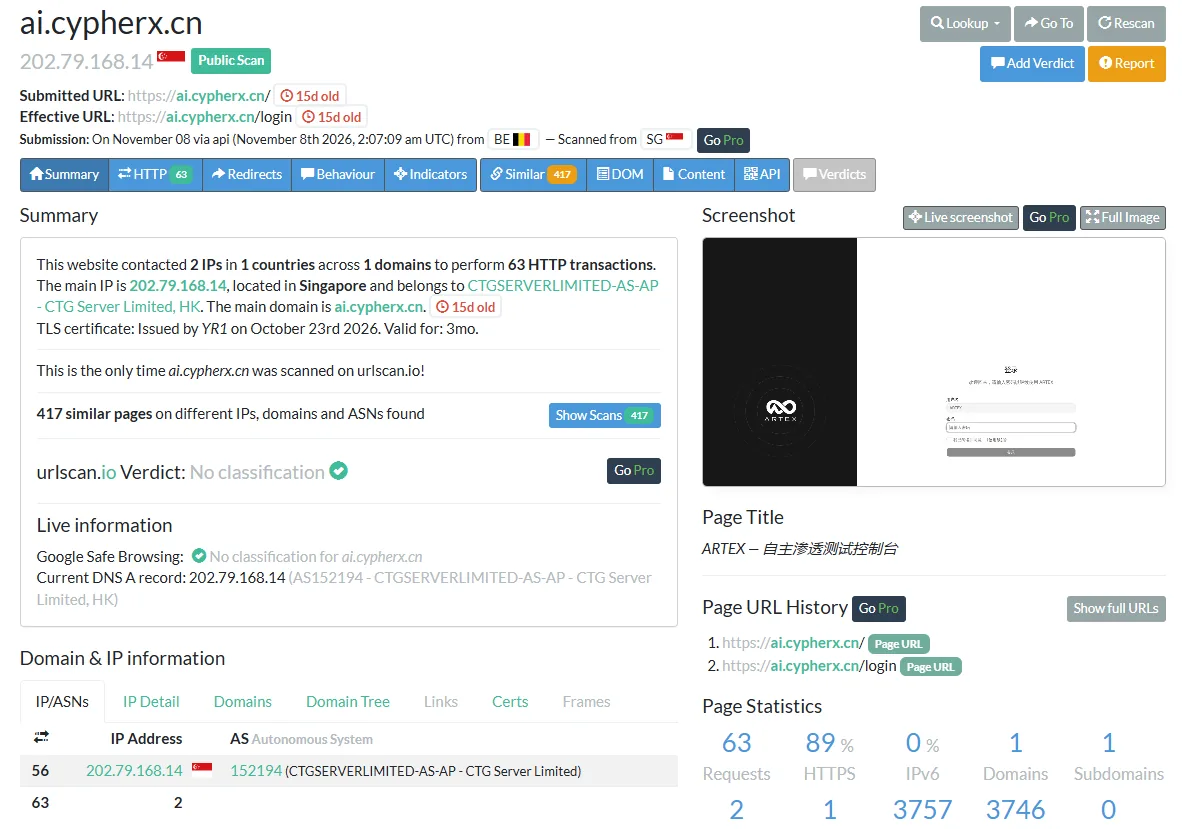 ai.cypherx.cn
Lookup
Go To
Rescan
202.79.168.14
Public Scan
Add Verdict
Report
Submitted URL: https://ai.cypherx.cn/ 15d old
Effective URL: https://ai.cypherx.cn/login 15d old
Submission: On November 08 via api (November 8th 2026, 2:07:09 am UTC) from BE — Scanned from SG Go Pro
Summary HTTP 63 Redirects Behaviour Indicators Similar 417 DOM Content API Verdicts
Summary
This website contacted 2 IPs in 1 countries across 1 domains to perform 63 HTTP transactions.
The main IP is 202.79.168.14, located in Singapore and belongs to CTGSERVERLIMITED-AS-AP
- CTG Server Limited, HK. The main domain is ai.cypherx.cn. 15d old
TLS certificate: Issued by YR1 on October 23rd 2026. Valid for: 3mo.
This is the only time ai.cypherx.cn was scanned on urlscan.io!
417 similar pages on different IPs, domains and ASNs found
Show Scans 417
urlscan.io Verdict: No classification
Go Pro
Live information
Google Safe Browsing: No classification for ai.cypherx.cn
Current DNS A record: 202.79.168.14 (AS152194 - CTGSERVERLIMITED-AS-AP - CTG Server
Limited, HK)
Domain & IP information
IP/ASNs IP Detail Domains Domain Tree Links Certs Frames
IP Address AS Autonomous System
56 202.79.168.14 152194 (CTGSERVERLIMITED-AS-AP - CTG Server Limited)
63 2
Screenshot
Live screenshot Go Pro Full Image
ARTEX
登录
Page Title
ARTEX — 自主渗透测试控制台
Page URL History Go Pro
Show full URLs
1. https://ai.cypherx.cn/ Page URL
2. https://ai.cypherx.cn/login Page URL
Page Statistics
63 89 % 0 % 1 1
Requests HTTPS IPv6 Domains Subdomains
2 1 3757 3746 0